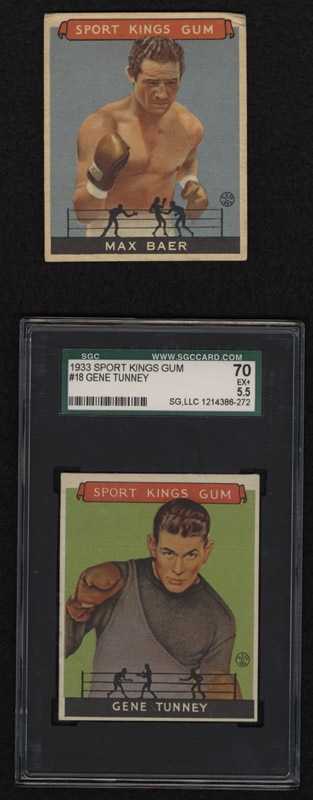 SPORT KINGS GUM
MAX BAER
SGC WWW.SGCCARD.COM
1933 SPORT KINGS GUM 70
#18 GENE TUNNEY EX+
5.5
SG,LLC 1214386-272
SPORT KINGS GUM
GENE TUNNEY